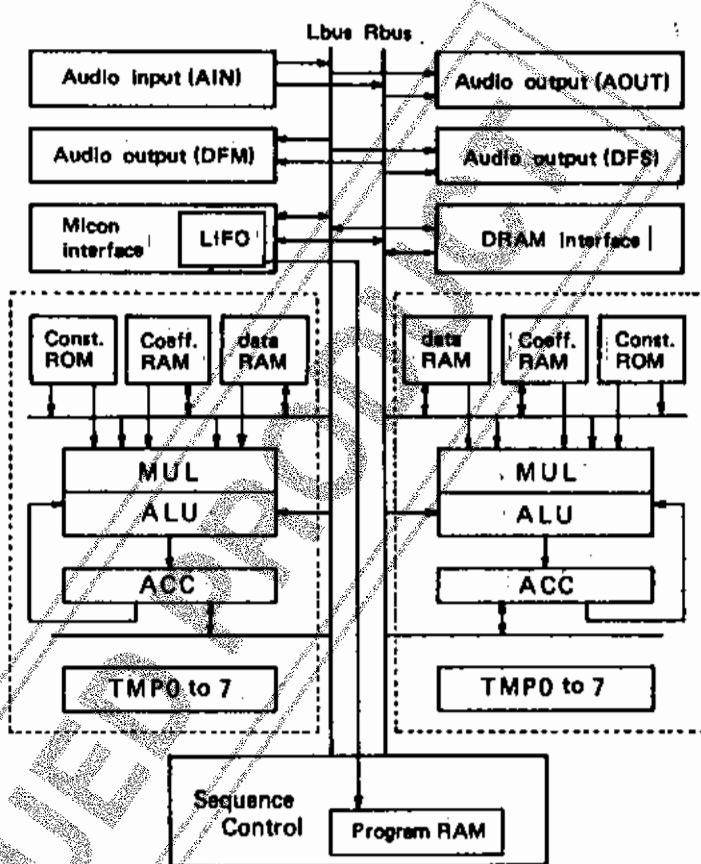 Lbus Rbus
Audio input (AIN)
Audio output (AOUT)
Audio output (DFM)
Audio output (DFS)
Micon
interface
LIFO
DRAM Interface
Const.
ROM
Coeff.
RAM
data
RAM
data
RAM
Coeff.
RAM
Const.
ROM
MUL
ALU
ACC
TMP0 to 7
MUL
ALU
ACC
TMP0 to 7
Sequence
Control
Program RAM
UED PRODUCT